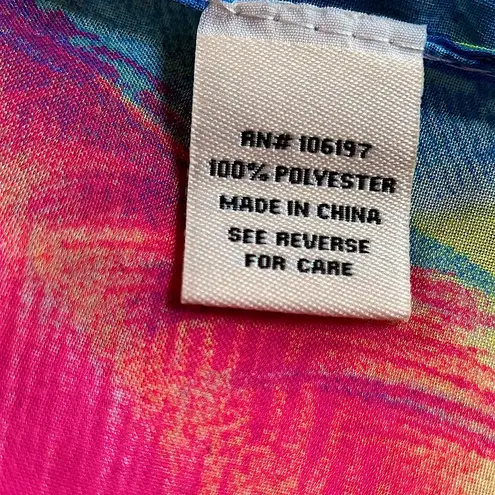 RN# 106197
100% POLYESTER
MADE IN CHINA
SEE REVERSE
FOR CARE